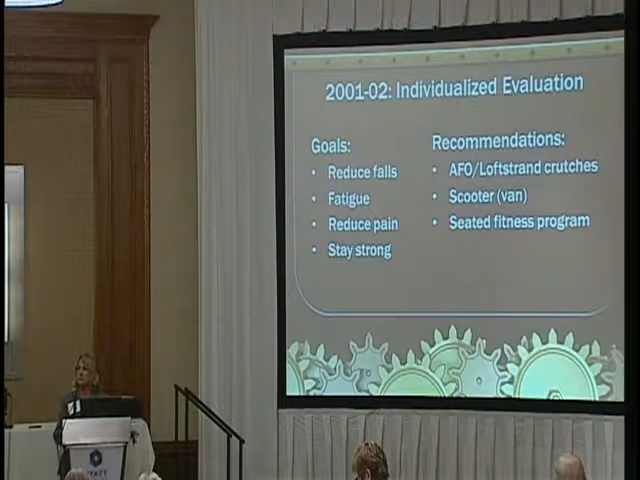 2001-02: Individualized Evaluation
Goals:
• Reduce falls
• Fatigue
• Reduce pain
• Stay strong
Recommendations:
• AFO/Loftstrand crutches
• Scooter (van)
• Seated fitness program